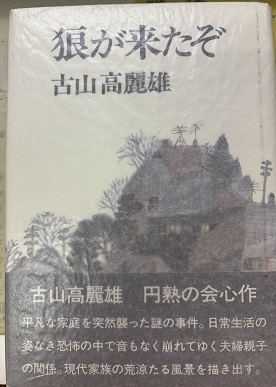 狼が来たぞ
古山高麗雄
古山高麗雄 円熟の会心作
平凡な家庭を突然襲った謎の事件。日常生活の
姿なき恐怖の中で音もなく崩れてゆく夫婦親子
の関係。現代家族の荒涼たる風景を描き出す。